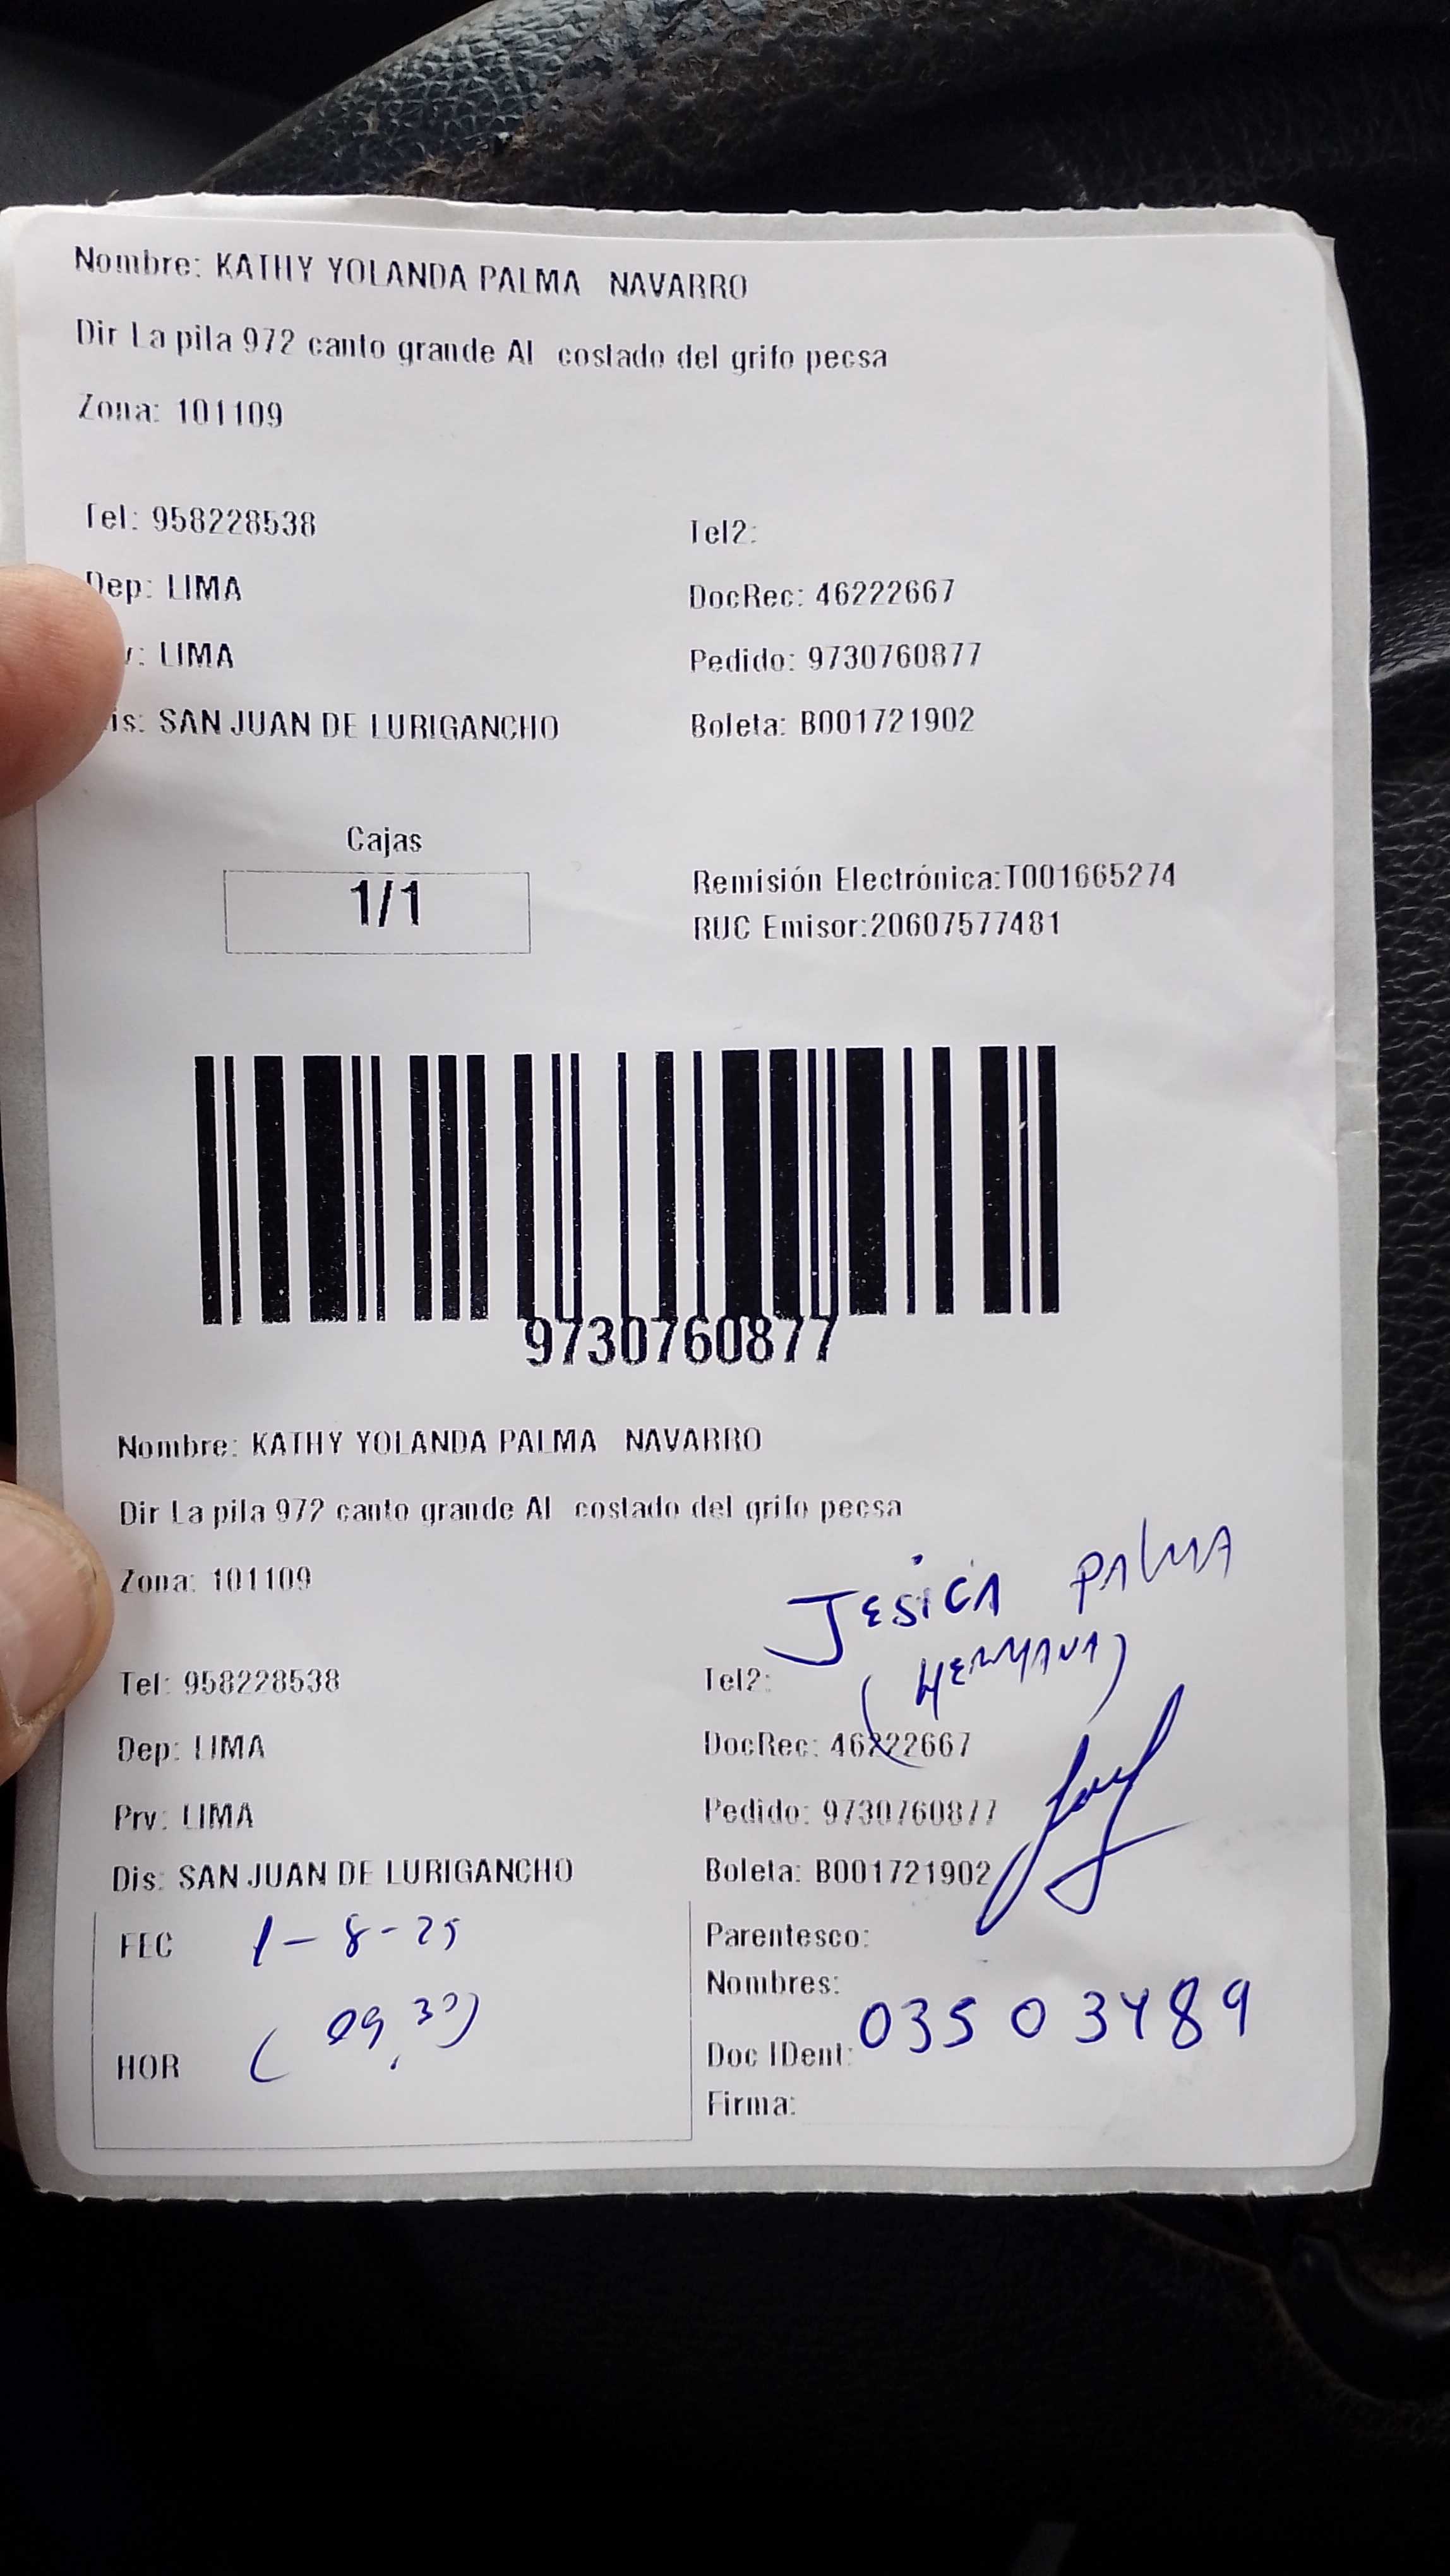 Nombre: KATHY YOLANDA PALMA NAVARRO
Dir La pila 972 canto grande Al costado del grifo pecsa
Zona: 101109
Tel: 958228538 Tel2:
Dep: LIMA DocRec: 46222667
v: LIMA Pedido: 9730760877
is: SAN JUAN DE LURIGANCHO Boleta: B001721902
Cajas
1/1
Remisión Electrónica:T001665274
RUC Emisor:20607577481
9730760877
Nombre: KATHY YOLANDA PALMA NAVARRO
Dir La pila 972 canto grande Al costado del grifo pecsa
Zona: 101109
JESICA PALMA
(HERMANA)
Tel: 958228538 Tel2:
Dep: LIMA DocRec: 46222667
Prv: LIMA Pedido: 9730760877
Dis: SAN JUAN DE LURIGANCHO Boleta: B001721902
FEC 1-8-25
HOR (09:30)
Parentesco:
Nombres:
Doc IDent: 03503489
Firma: